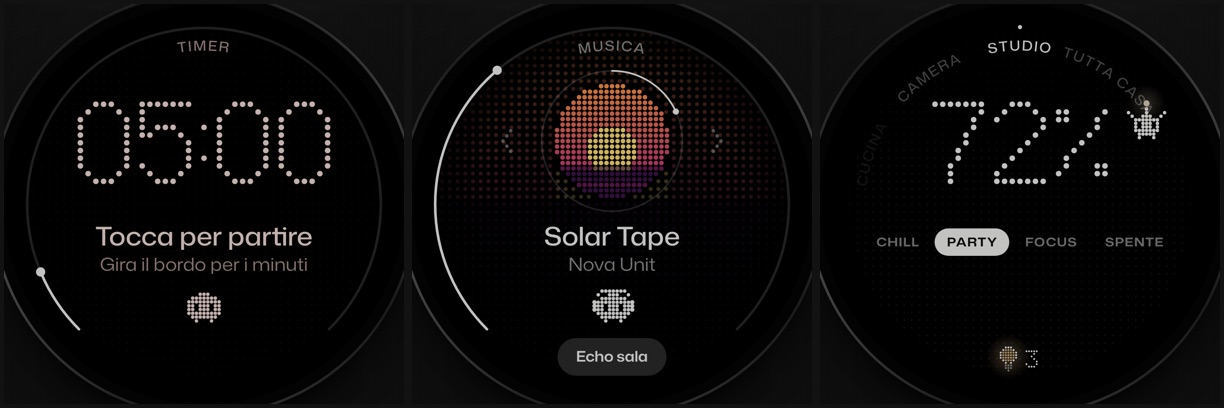 TIMER
05:00
Tocca per partire
Gira il bordo per i minuti
MUSICA
Solar Tape
Nova Unit
Echo sala
CUCINA
CAMERA
STUDIO
TUTTA CAS
72%
CHILL
PARTY
FOCUS
SPENTE
3